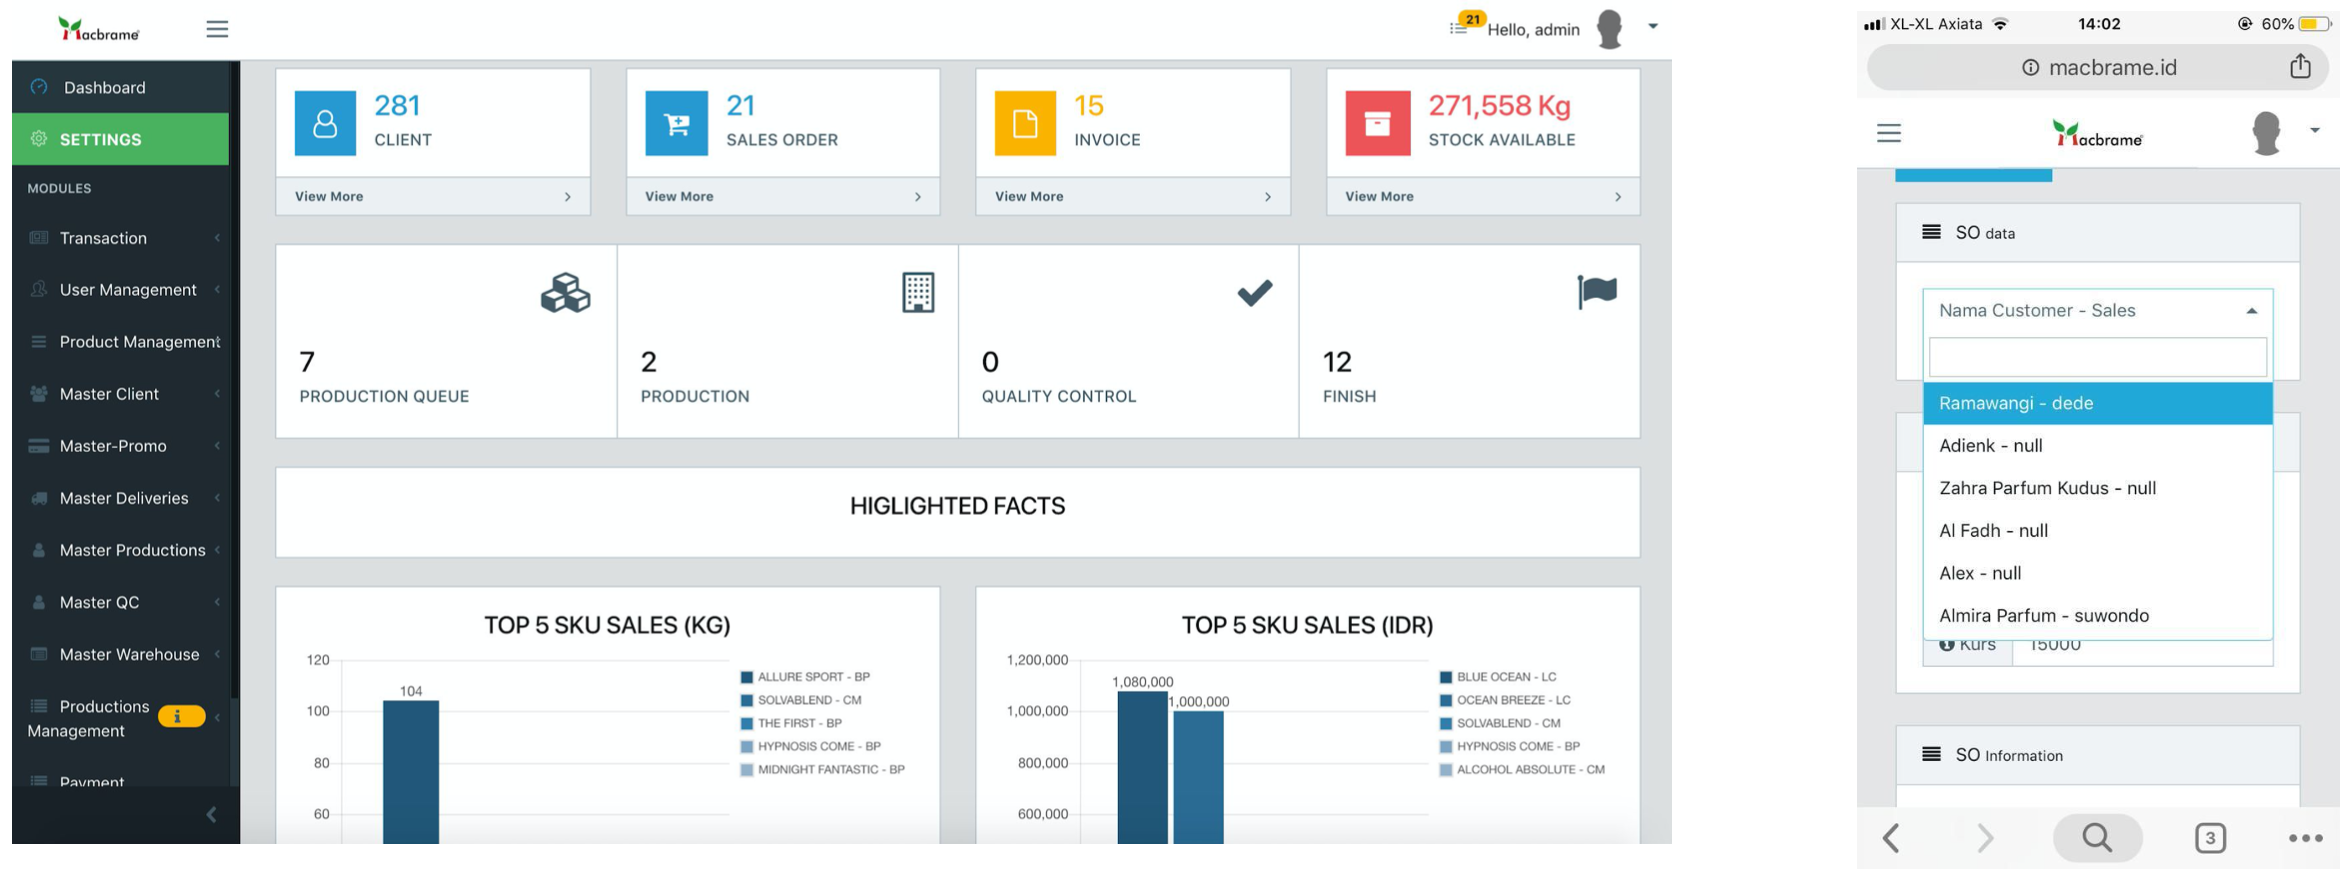 Macbrame
21
Hello, admin
Dashboard
SETTINGS
MODULES
Transaction
User Management
Product Management
Master Client
Master-Promo
Master Deliveries
Master Productions
Master QC
Master Warehouse
Productions
Management
i
Payment
281
CLIENT
View More
21
SALES ORDER
View More
15
INVOICE
View More
271,558 Kg
STOCK AVAILABLE
View More
7
PRODUCTION QUEUE
2
PRODUCTION
0
QUALITY CONTROL
12
FINISH
HIGLIGHTED FACTS
TOP 5 SKU SALES (KG)
120
100
80
60
104
ALLURE SPORT - BP
SOLVABLEND - CM
THE FIRST - BP
HYPNOSIS COME - BP
MIDNIGHT FANTASTIC - BP
TOP 5 SKU SALES (IDR)
1,200,000
1,000,000
800,000
600,000
1,080,000
1,000,000
BLUE OCEAN - LC
OCEAN BREEZE - LC
SOLVABLEND - CM
HYPNOSIS COME - BP
ALCOHOL ABSOLUTE - CM
XL-XL Axiata
14:02
60%
macbrame.id
Macbrame
SO data
Nama Customer - Sales
Ramawangi - dede
Adienk - null
Zahra Parfum Kudus - null
Al Fadh - null
Alex - null
Almira Parfum - suwondo
Kurs
15000
SO Information
3